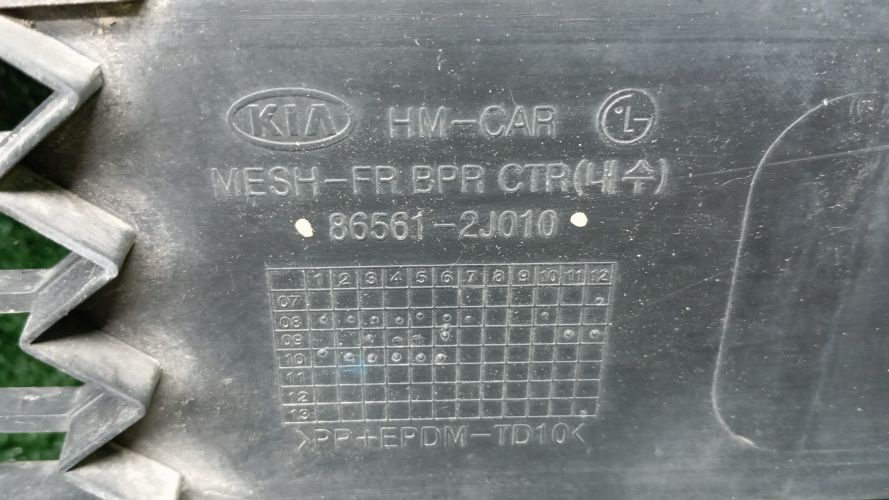 KIA HM-CAR LG
MESH-FR BPR CTR(내수)
86561-2J010
1 2 3 4 5 6 7 8 9 10 11 12
07
08
09
10
11
12
13
>PP+EPDM-TD10<